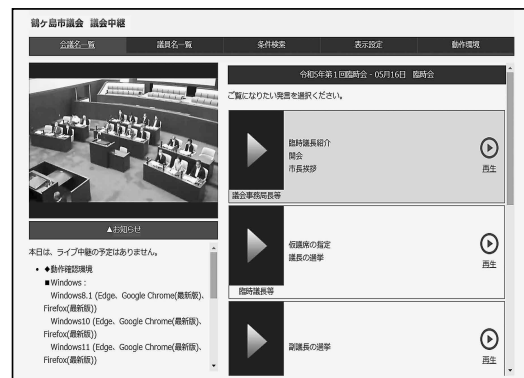 鶴ヶ島市議会 議会中継
会議名一覧 議員名一覧 条件検索 表示設定 動作環境
▲お知らせ
本日は、ライブ中継の予定はありません。
• ◆動作確認環境
■Windows：
Windows8.1 (Edge、Google Chrome(最新版)、
Firefox(最新版))
Windows10 (Edge、Google Chrome(最新版)、
Firefox(最新版))
Windows11 (Edge、Google Chrome(最新版)、
Firefox(最新版))
令和5年第1回臨時会 - 05月16日 臨時会
ご覧になりたい発言を選択ください。
臨時議長紹介
開会
市長挨拶
議会事務局長等
再生
仮議席の指定
議長の選挙
臨時議長等
再生
副議長の選挙
再生